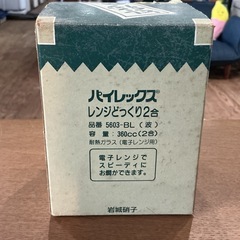 パイレックス®
レンジどっくり2合
品番 5603-BL(波)
容量:360cc(2合)
耐熱ガラス(電子レンジ用)
電子レンジで
スピーディに
お燗ができます。
岩城硝子